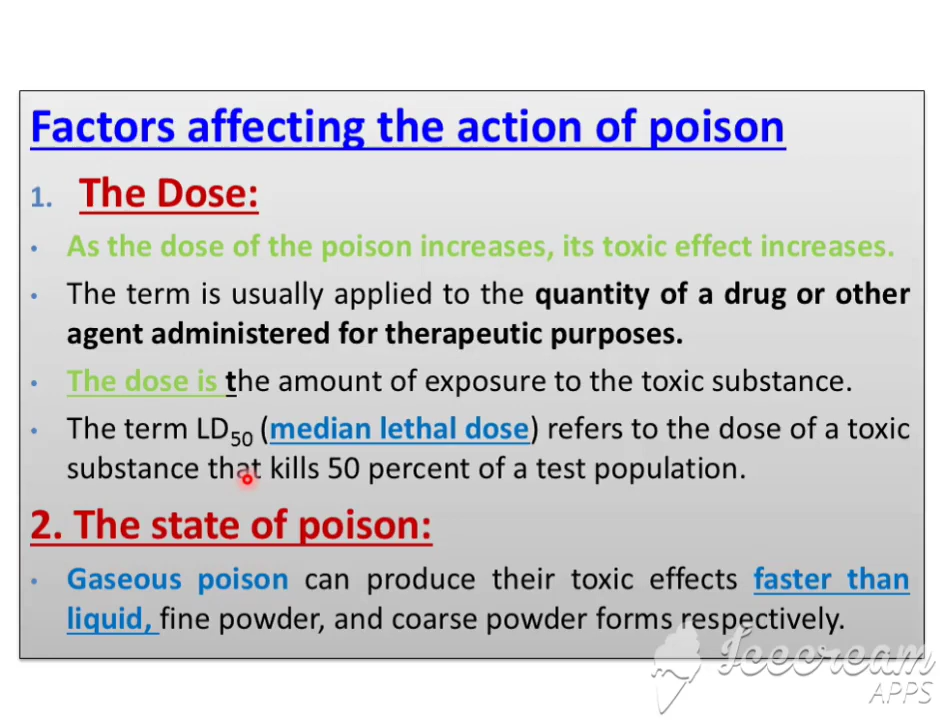 Factors affecting the action of poison
1. The Dose:
• As the dose of the poison increases, its toxic effect increases.
• The term is usually applied to the quantity of a drug or other
agent administered for therapeutic purposes.
• The dose is the amount of exposure to the toxic substance.
• The term LD50 (median lethal dose) refers to the dose of a toxic
substance that kills 50 percent of a test population.
2. The state of poison:
• Gaseous poison can produce their toxic effects faster than
liquid, fine powder, and coarse powder forms respectively.
Icecream
APPS